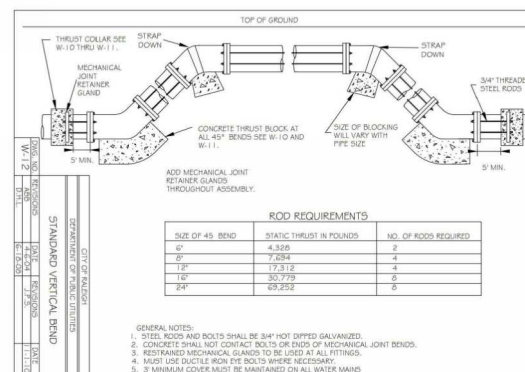 TOP OF GROUND
THRUST COLLAR SEE
W-10 THRU W-11.
STRAP
DOWN
STRAP
DOWN
MECHANICAL
JOINT
RETAINER
GLAND
3/4" THREADE
STEEL RODS
5' MIN.
CONCRETE THRUST BLOCK AT
ALL 45° BENDS SEE W-10 AND
W-11.
SIZE OF BLOCKING
WILL VARY WITH
PIPE SIZE
5' MIN.
ADD MECHANICAL JOINT
RETAINER GLANDS
THROUGHOUT ASSEMBLY.
ROD REQUIREMENTS
SIZE OF 45 BEND STATIC THRUST IN POUNDS NO. OF RODS REQUIRED
6" 4,328 2
8" 7,694 4
12" 17,312 4
16" 30,779 8
24" 69,252 8
GENERAL NOTES:
1. STEEL RODS AND BOLTS SHALL BE 3/4" HOT DIPPED GALVANIZED.
2. CONCRETE SHALL NOT CONTACT BOLTS OR ENDS OF MECHANICAL JOINT BENDS.
3. RESTRAINED MECHANICAL GLANDS TO BE USED AT ALL FITTINGS.
4. MUST USE DUCTILE IRON EYE BOLTS WHERE NECESSARY.
5. 3' MINIMUM COVER MUST BE MAINTAINED ON ALL WATER MAINS
CITY OF RALEIGH
DEPARTMENT OF PUBLIC UTILITIES
STANDARD VERTICAL BEND
DWG. NO. REVISIONS DATE REVISIONS DATE
W-12 ABB 4-6-04 J.P.S.
D.H.L. 6-18-08